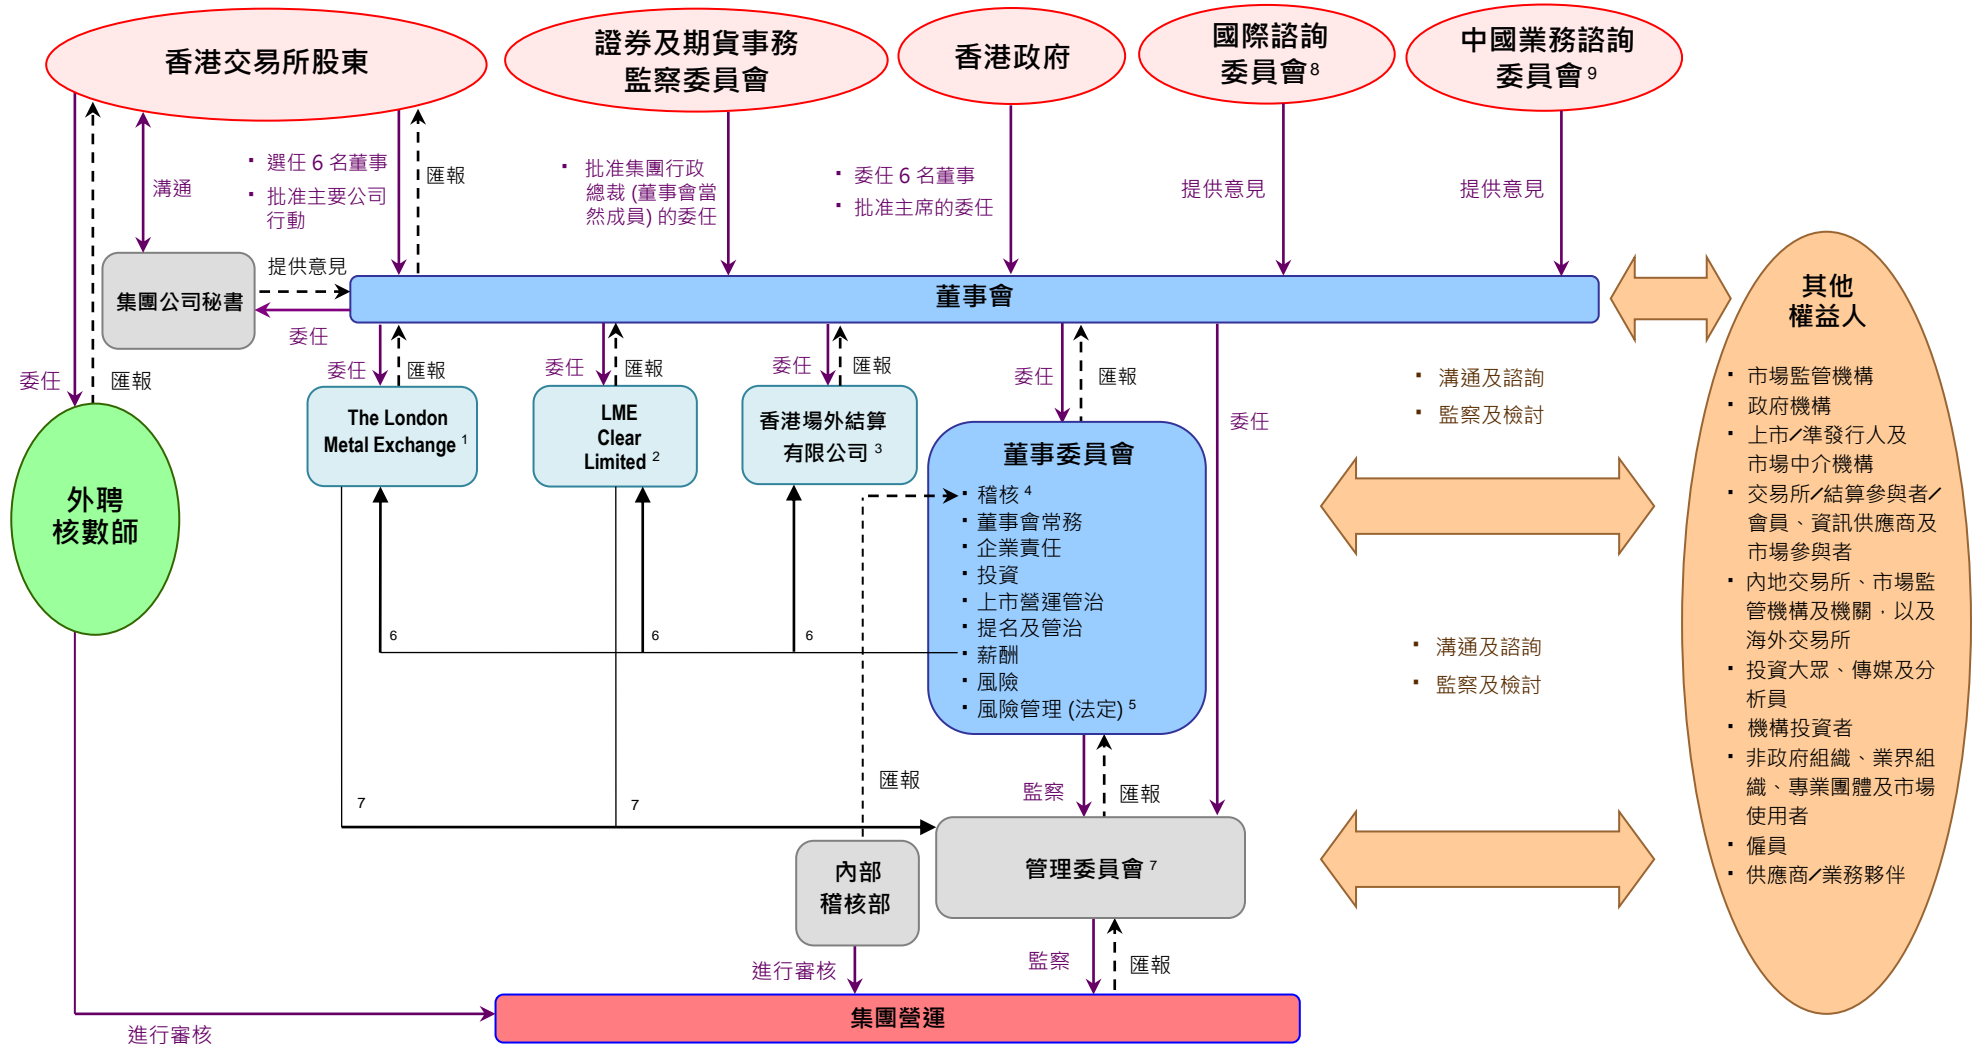 香港交易所股東
證券及期貨事務
監察委員會
香港政府
國際諮詢
委員會 8
中國業務諮詢
委員會 9
溝通
▪ 選任 6 名董事
▪ 批准主要公司
行動
匯報
▪ 批准集團行政
總裁 (董事會當
然成員) 的委任
▪ 委任 6 名董事
▪ 批准主席的委任
提供意見
提供意見
集團公司秘書
提供意見
委任
董事會
委任
匯報
委任
匯報
委任
匯報
委任
匯報
委任
匯報
委任
The London
Metal Exchange 1
LME
Clear
Limited 2
香港場外結算
有限公司 3
董事委員會
▪ 稽核 4
▪ 董事會常務
▪ 企業責任
▪ 投資
▪ 上市營運管治
▪ 提名及管治
▪ 薪酬
▪ 風險
▪ 風險管理 (法定) 5
外聘
核數師
6
6
6
7
7
匯報
監察
匯報
內部
稽核部
管理委員會 7
進行審核
監察
匯報
進行審核
集團營運
▪ 溝通及諮詢
▪ 監察及檢討
▪ 溝通及諮詢
▪ 監察及檢討
其他
權益人
▪ 市場監管機構
▪ 政府機構
▪ 上市/準發行人及
市場中介機構
▪ 交易所/結算參與者/
會員、資訊供應商及
市場參與者
▪ 內地交易所、市場監
管機構及機關，以及
海外交易所
▪ 投資大眾、傳媒及分
析員
▪ 機構投資者
▪ 非政府組織、業界組
織、專業團體及市場
使用者
▪ 僱員
▪ 供應商/業務夥伴